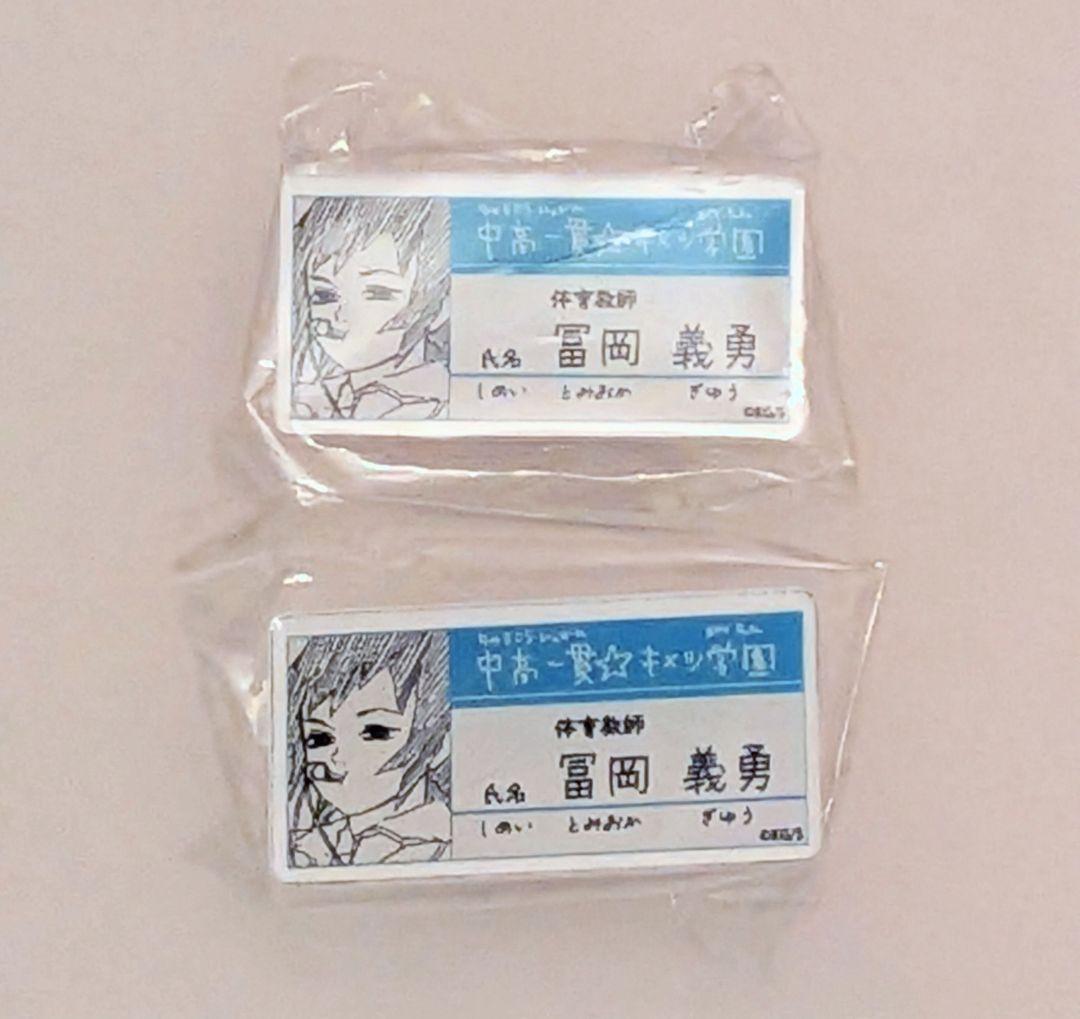 中高一貫☆キメツ学園
体育教師
氏名 冨岡 義勇
しめい とみおか ぎゆう
中高一貫☆キメツ学園
体育教師
氏名 冨岡 義勇
しめい とみおか ぎゆう